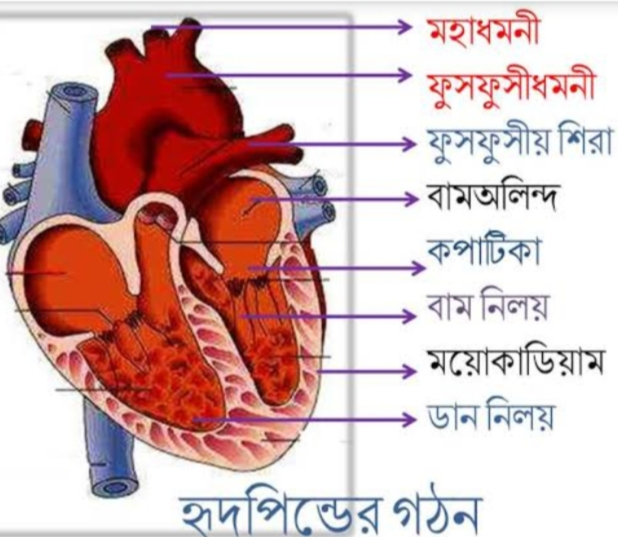 মহাধমনী
ফুসফুসীধমনী
ফুসফুসীয় শিরা
বামঅলিন্দ
কপাটিকা
বাম নিলয়
ময়োকাডিয়াম
ডান নিলয়
হৃদপিন্ডের গঠন